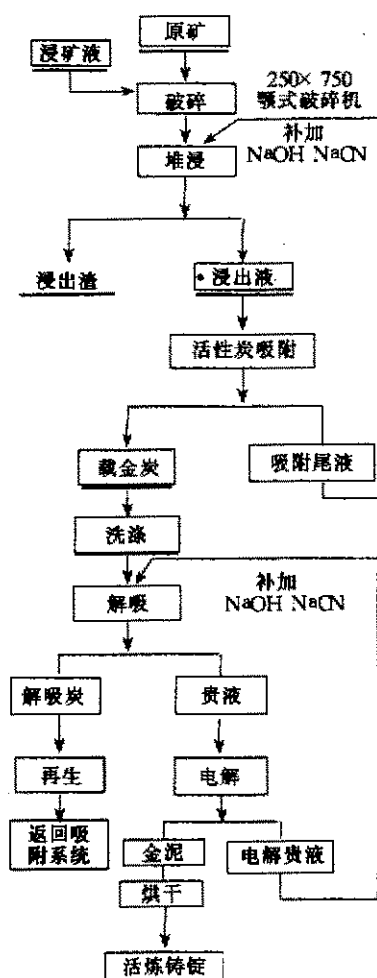 原矿
浸矿液
250× 750
颚式破碎机
破碎
补加
NaOH NaCN
堆浸
浸出渣
浸出液
活性炭吸附
载金炭
吸附尾液
洗涤
解吸
补加
NaOH NaCN
解吸炭
贵液
再生
电解
返回吸
附系统
金泥
电解贵液
烘干
活炼铸锭